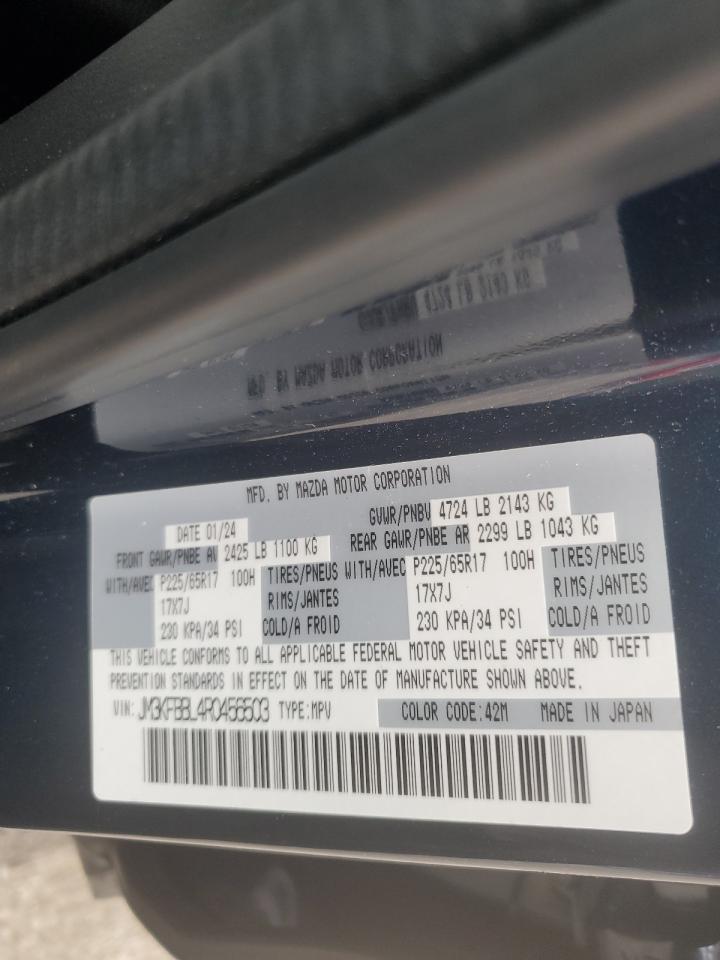 MFD. BY MAZDA MOTOR CORPORATION
DATE 01/24 GVWR/PNBV 4724 LB 2143 KG
FRONT GAWR/PNBE AV 2425 LB 1100 KG REAR GAWR/PNBE AR 2299 LB 1043 KG
WITH/AVEC P225/65R17 100H TIRES/PNEUS WITH/AVEC P225/65R17 100H TIRES/PNEUS
17X7J RIMS/JANTES 17X7J RIMS/JANTES
230 KPA/34 PSI COLD/A FROID 230 KPA/34 PSI COLD/A FROID
THIS VEHICLE CONFORMS TO ALL APPLICABLE FEDERAL MOTOR VEHICLE SAFETY AND THEFT
PREVENTION STANDARDS IN EFFECT ON THE DATE OF MANUFACTURE SHOWN ABOVE.
VIN: JM3KFBBL4R0456503 TYPE:MPV COLOR CODE:42M MADE IN JAPAN